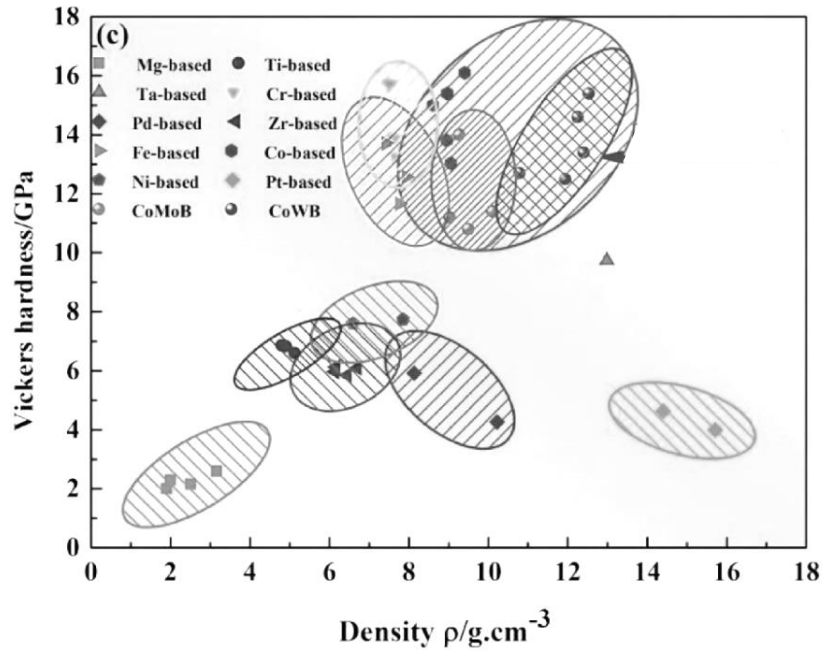 (c)
Mg-based Ti-based
Ta-based Cr-based
Pd-based Zr-based
Fe-based Co-based
Ni-based Pt-based
CoMoB CoWB
Vickers hardness/GPa
18
16
14
12
10
8
6
4
2
0
0 2 4 6 8 10 12 14 16 18
Density ρ/g.cm⁻³